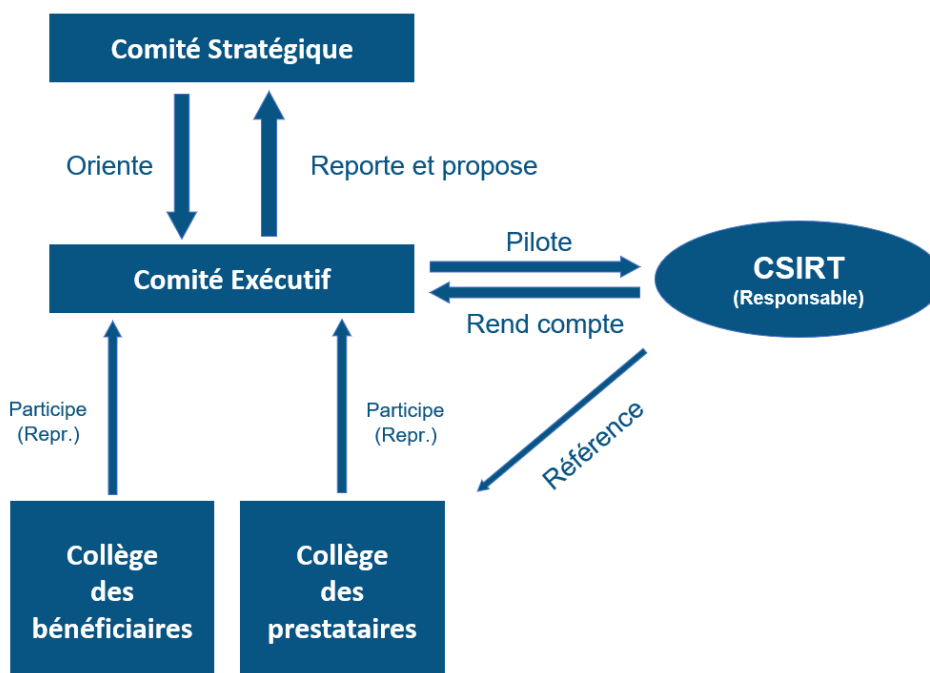 Comité Stratégique
Oriente
Reporte et propose
Comité Exécutif
Pilote
Rend compte
CSIRT
(Responsable)
Participe
(Repr.)
Participe
(Repr.)
Référence
Collège
des
bénéficiaires
Collège
des
prestataires